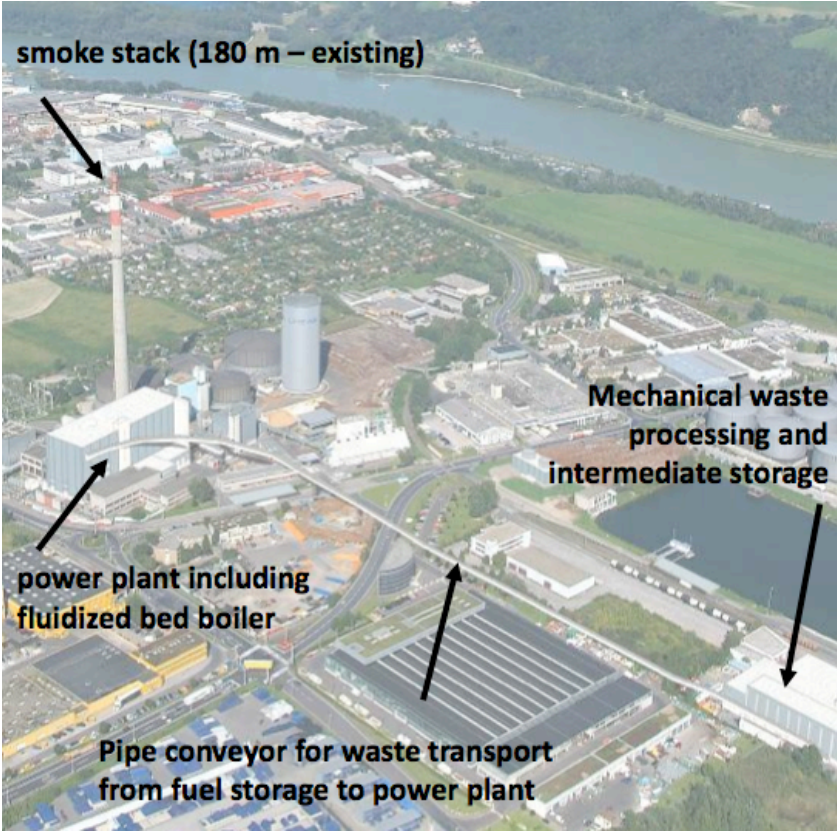 smoke stack (180 m – existing)
Mechanical waste
processing and
intermediate storage
power plant including
fluidized bed boiler
Pipe conveyor for waste transport
from fuel storage to power plant